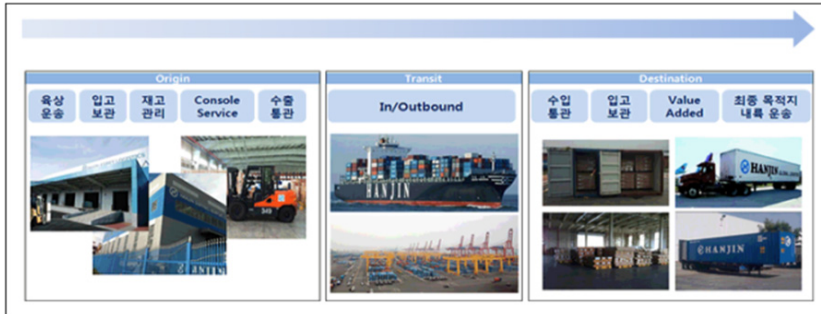 Origin
육상
운송
입고
보관
재고
관리
Console
Service
수출
통관
Transit
In/Outbound
HANJIN
Destination
수입
통관
입고
보관
Value
Added
최종 목적지
내륙 운송
HANJIN
HANJIN